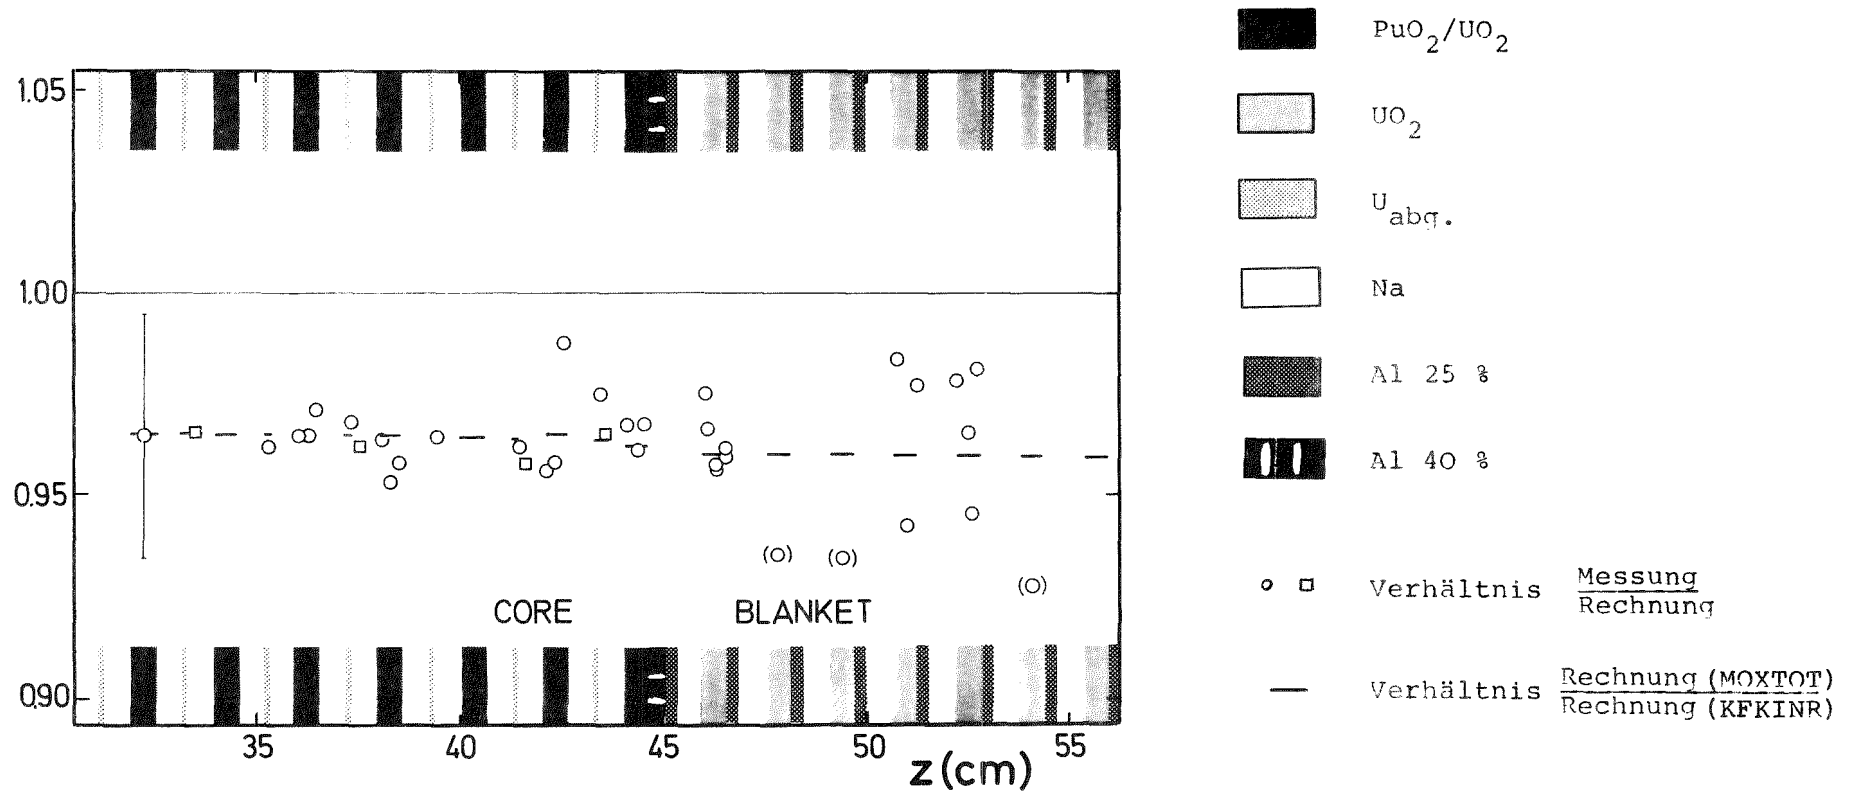 1.05
1.00
0.95
0.90
35
40
45
50
55
z (cm)
CORE
BLANKET
PuO2/UO2
UO2
Uabg.
Na
Al 25 %
Al 40 %
Verhältnis Messung
Rechnung
Verhältnis Rechnung (MOXTOT)
Rechnung (KFKINR)